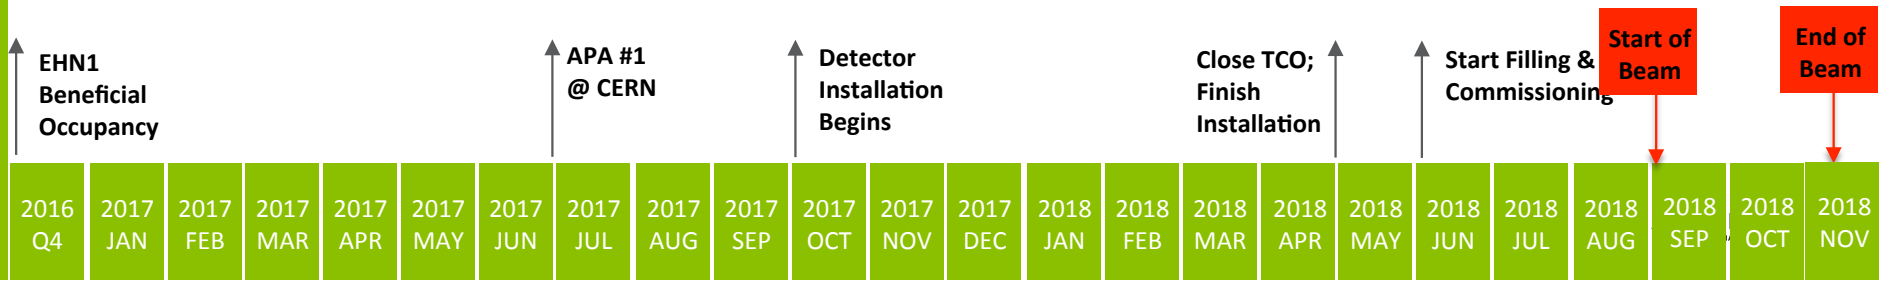 EHN1
Beneficial
Occupancy
APA #1
@ CERN
Detector
Installation
Begins
Close TCO;
Finish
Installation
Start Filling &
Commissioning
Start of
Beam
End of
Beam
2016
Q4
2017
JAN
2017
FEB
2017
MAR
2017
APR
2017
MAY
2017
JUN
2017
JUL
2017
AUG
2017
SEP
2017
OCT
2017
NOV
2017
DEC
2018
JAN
2018
FEB
2018
MAR
2018
APR
2018
MAY
2018
JUN
2018
JUL
2018
AUG
2018
SEP
2018
OCT
2018
NOV